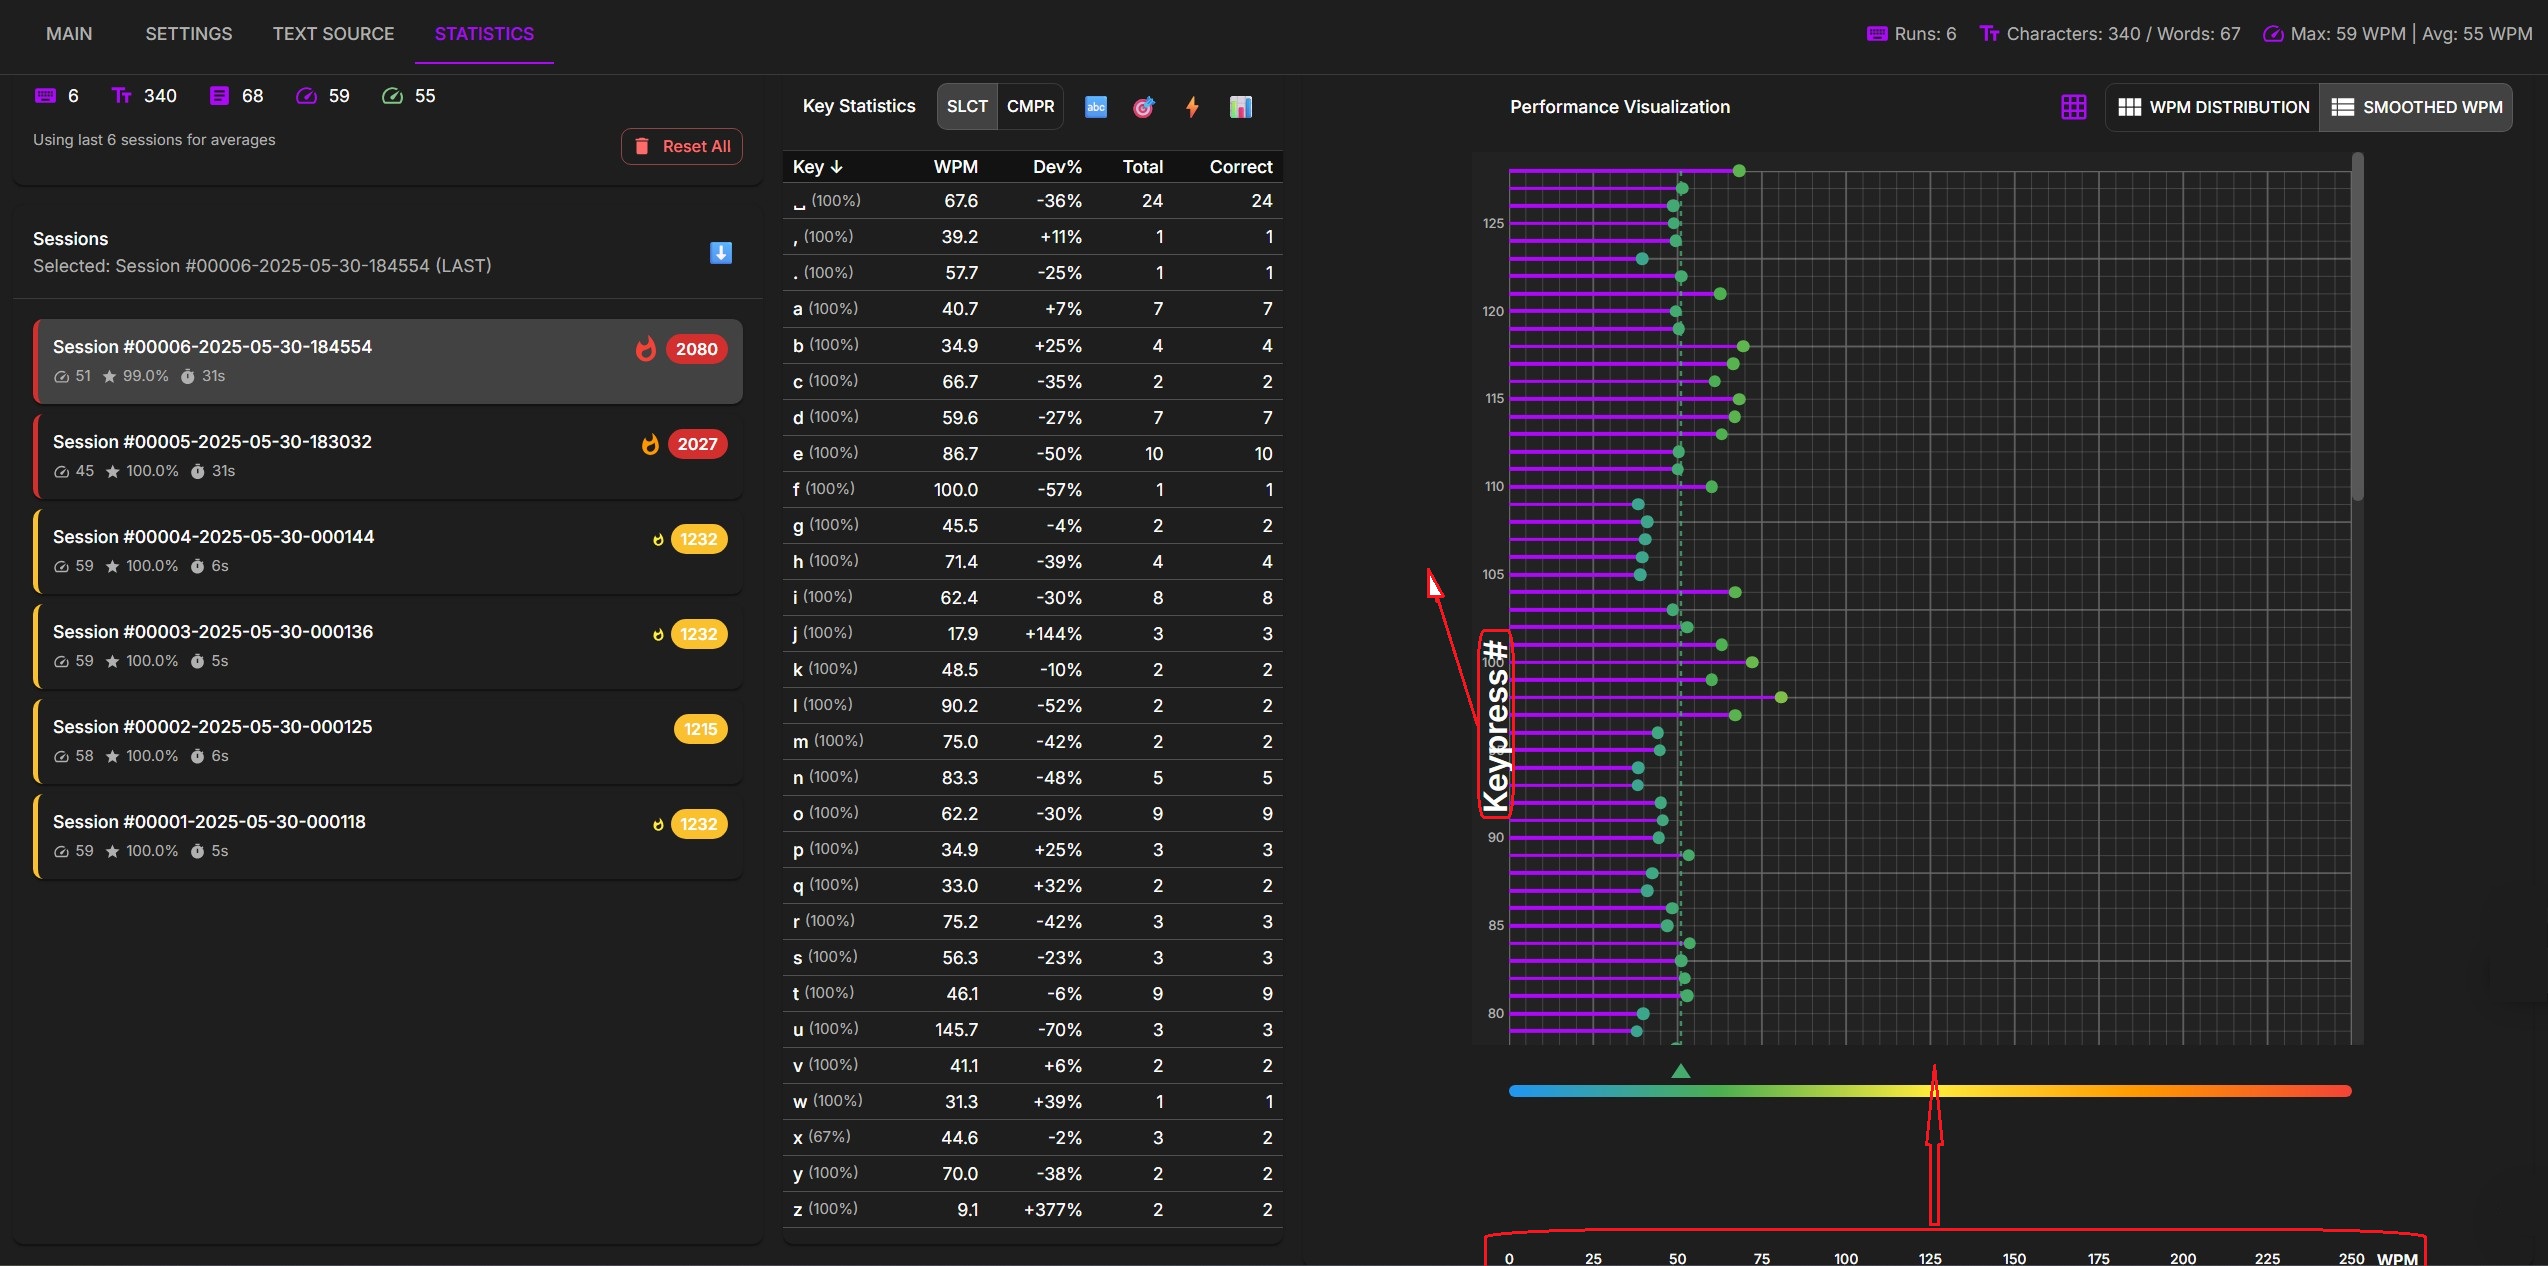 MAIN SETTINGS TEXT SOURCE STATISTICS Runs: 6 Characters: 340 / Words: 67 Max: 59 WPM | Avg: 55 WPM
6 340 68 59 55
Using last 6 sessions for averages
Reset All
Sessions
Selected: Session #00006-2025-05-30-184554 (LAST)
Session #00006-2025-05-30-184554 2080
51 99.0% 31s
Session #00005-2025-05-30-183032 2027
45 100.0% 31s
Session #00004-2025-05-30-000144 1232
59 100.0% 6s
Session #00003-2025-05-30-000136 1232
59 100.0% 5s
Session #00002-2025-05-30-000125 1215
58 100.0% 6s
Session #00001-2025-05-30-000118 1232
59 100.0% 5s
Key Statistics SLCT CMPR abc
Key ↓ WPM Dev% Total Correct
␣ (100%) 67.6 -36% 24 24
, (100%) 39.2 +11% 1 1
. (100%) 57.7 -25% 1 1
a (100%) 40.7 +7% 7 7
b (100%) 34.9 +25% 4 4
c (100%) 66.7 -35% 2 2
d (100%) 59.6 -27% 7 7
e (100%) 86.7 -50% 10 10
f (100%) 100.0 -57% 1 1
g (100%) 45.5 -4% 2 2
h (100%) 71.4 -39% 4 4
i (100%) 62.4 -30% 8 8
j (100%) 17.9 +144% 3 3
k (100%) 48.5 -10% 2 2
l (100%) 90.2 -52% 2 2
m (100%) 75.0 -42% 2 2
n (100%) 83.3 -48% 5 5
o (100%) 62.2 -30% 9 9
p (100%) 34.9 +25% 3 3
q (100%) 33.0 +32% 2 2
r (100%) 75.2 -42% 3 3
s (100%) 56.3 -23% 3 3
t (100%) 46.1 -6% 9 9
u (100%) 145.7 -70% 3 3
v (100%) 41.1 +6% 2 2
w (100%) 31.3 +39% 1 1
x (67%) 44.6 -2% 3 2
y (100%) 70.0 -38% 2 2
z (100%) 9.1 +377% 2 2
Performance Visualization WPM DISTRIBUTION SMOOTHED WPM
125
120
115
110
105
100
90
85
80
Keypress#
0 25 50 75 100 125 150 175 200 225 250 WPM